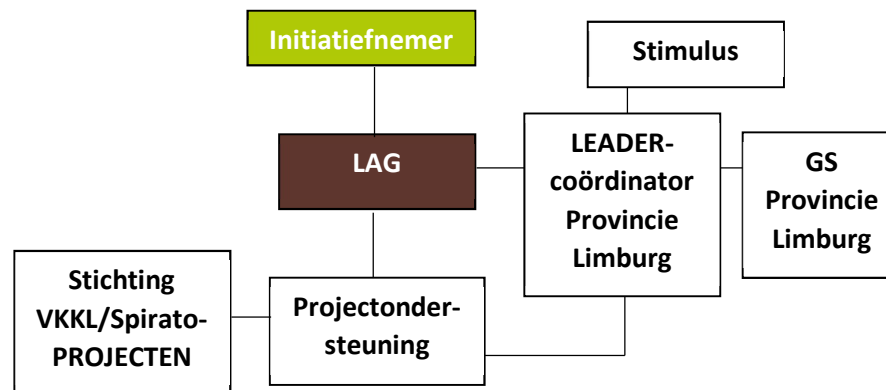 Initiatiefnemer
Stimulus
LAG
LEADER-
coördinator
Provincie
Limburg
GS
Provincie
Limburg
Stichting
VKKL/Spirato-
PROJECTEN
Projectonder-
steuning